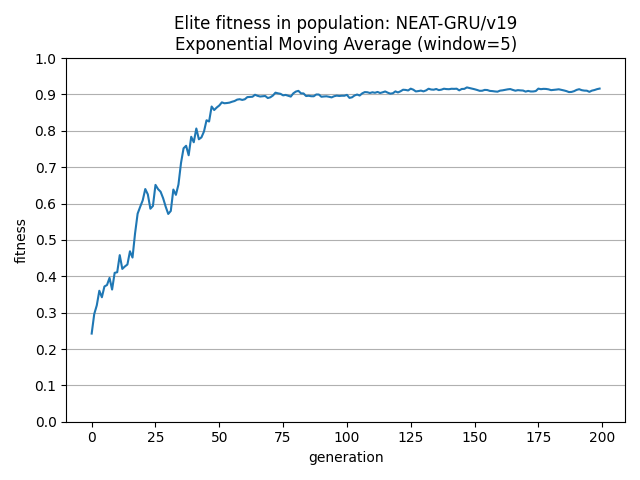 Elite fitness in population: NEAT-GRU/v19
Exponential Moving Average (window=5)
1.0
0.9
0.8
0.7
0.6
0.5
0.4
0.3
0.2
0.1
0.0
fitness
0 25 50 75 100 125 150 175 200
generation